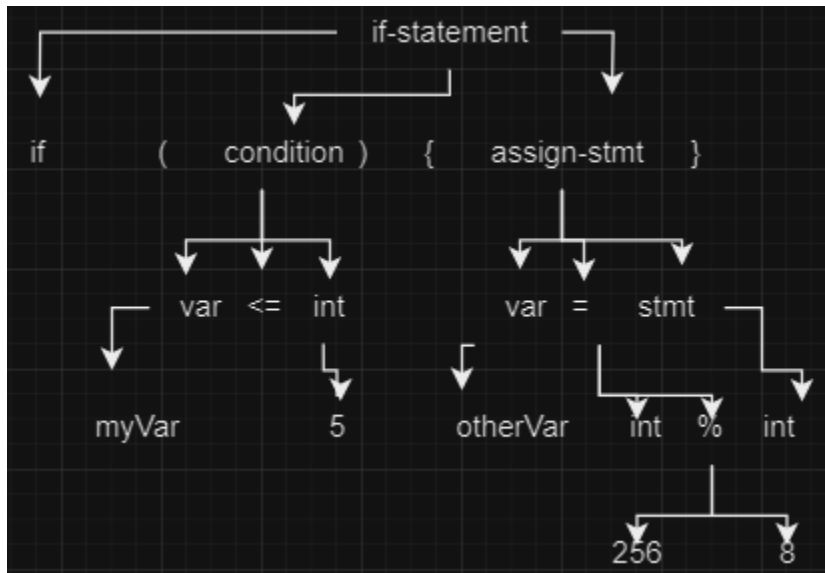 if-statement
if ( condition ) { assign-stmt }
var <= int var = stmt
myVar 5 otherVar int % int
256 8